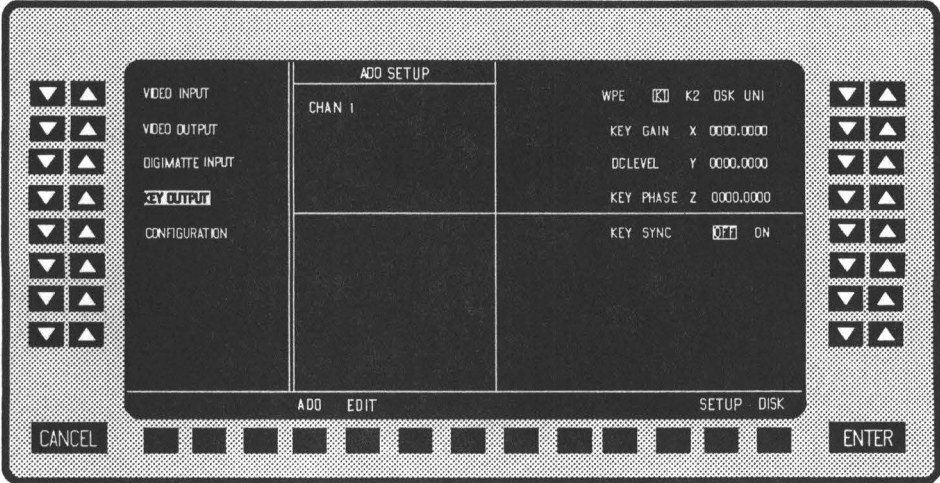 ADO SETUP
VIDEO INPUT
VIDEO OUTPUT
DIGIMATTE INPUT
KEY OUTPUT
CONFIGURATION
CHAN 1
WPE K1 K2 DSK UNI
KEY GAIN X 0000.0000
DCLEVEL Y 0000.0000
KEY PHASE Z 0000.0000
KEY SYNC OFF ON
ADO EDIT SETUP DISK
CANCEL
ENTER